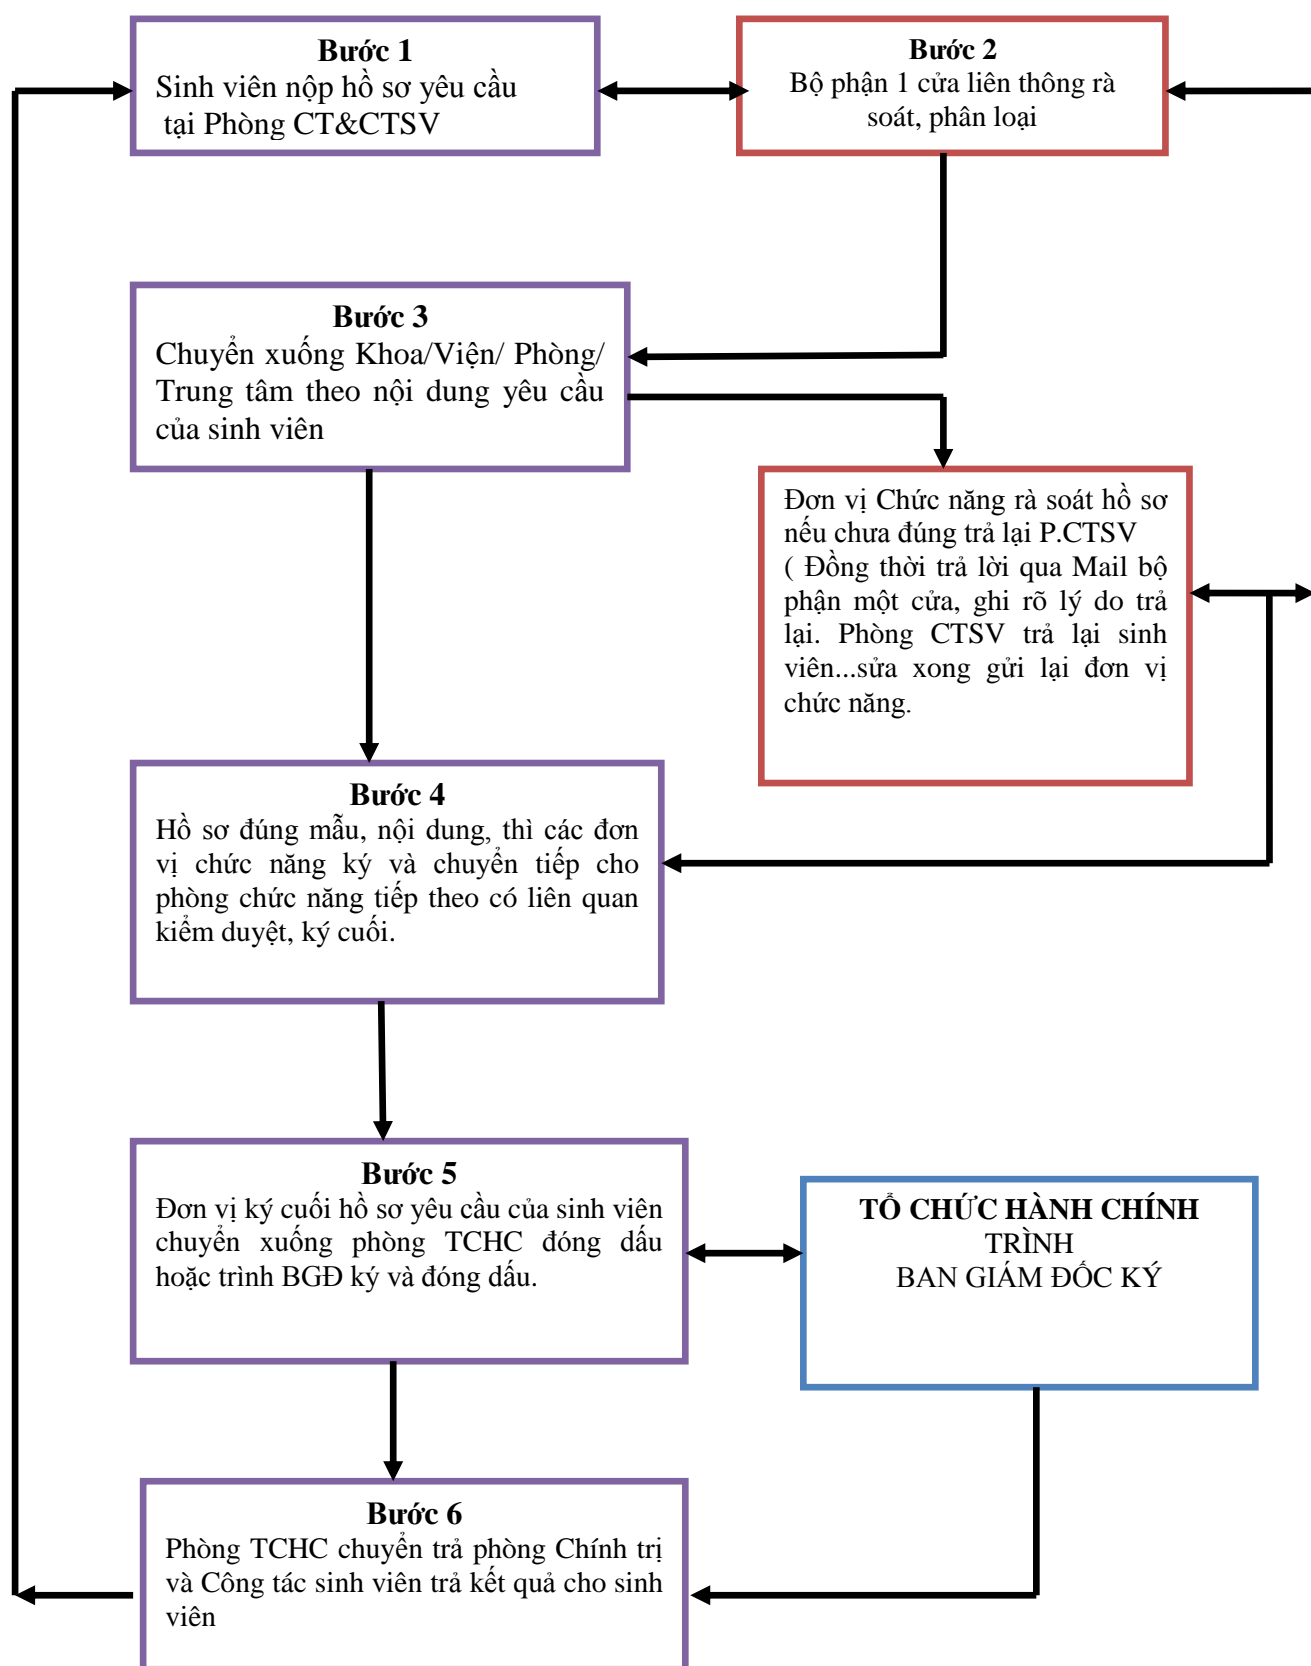 Bước 1
Sinh viên nộp hồ sơ yêu cầu
tại Phòng CT&CTSV
Bước 2
Bộ phận 1 cửa liên thông rà
soát, phân loại
Bước 3
Chuyển xuống Khoa/Viện/ Phòng/
Trung tâm theo nội dung yêu cầu
của sinh viên
Đơn vị Chức năng rà soát hồ sơ
nếu chưa đúng trả lại P.CTSV
( Đồng thời trả lời qua Mail bộ
phận một cửa, ghi rõ lý do trả
lại. Phòng CTSV trả lại sinh
viên...sửa xong gửi lại đơn vị
chức năng.
Bước 4
Hồ sơ đúng mẫu, nội dung, thì các đơn
vị chức năng ký và chuyển tiếp cho
phòng chức năng tiếp theo có liên quan
kiểm duyệt, ký cuối.
Bước 5
Đơn vị ký cuối hồ sơ yêu cầu của sinh viên
chuyển xuống phòng TCHC đóng dấu
hoặc trình BGĐ ký và đóng dấu.
TỔ CHỨC HÀNH CHÍNH
TRÌNH
BAN GIÁM ĐỐC KÝ
Bước 6
Phòng TCHC chuyển trả phòng Chính trị
và Công tác sinh viên trả kết quả cho sinh
viên